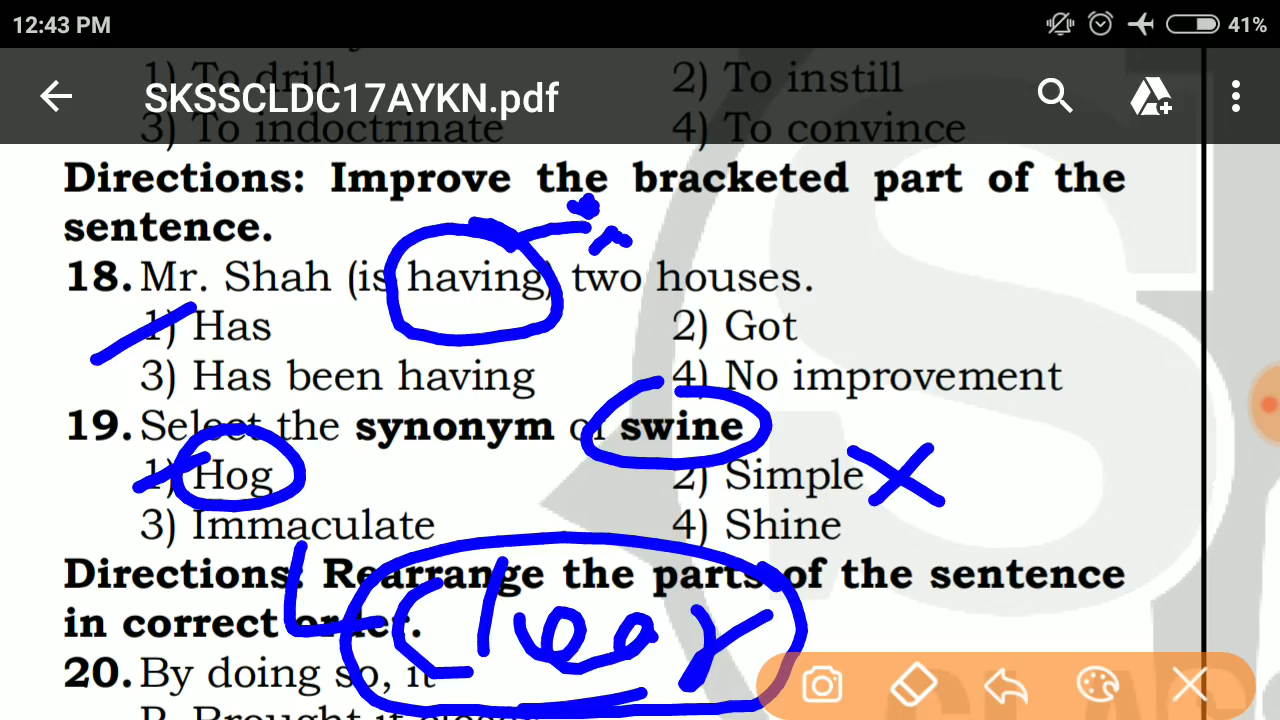 12:43 PM 41%
1) To drill 2) To instill
SKSSCLDC17AYKN.pdf
3) To indoctrinate 4) To convince
Directions: Improve the bracketed part of the
sentence.
18. Mr. Shah (is having) two houses.
1) Has 2) Got
3) Has been having 4) No improvement
19. Select the synonym of swine
1) Hog 2) Simple
3) Immaculate 4) Shine
Directions: Rearrange the parts of the sentence
in correct order.
Clear
20. By doing so, it
P. Brought it